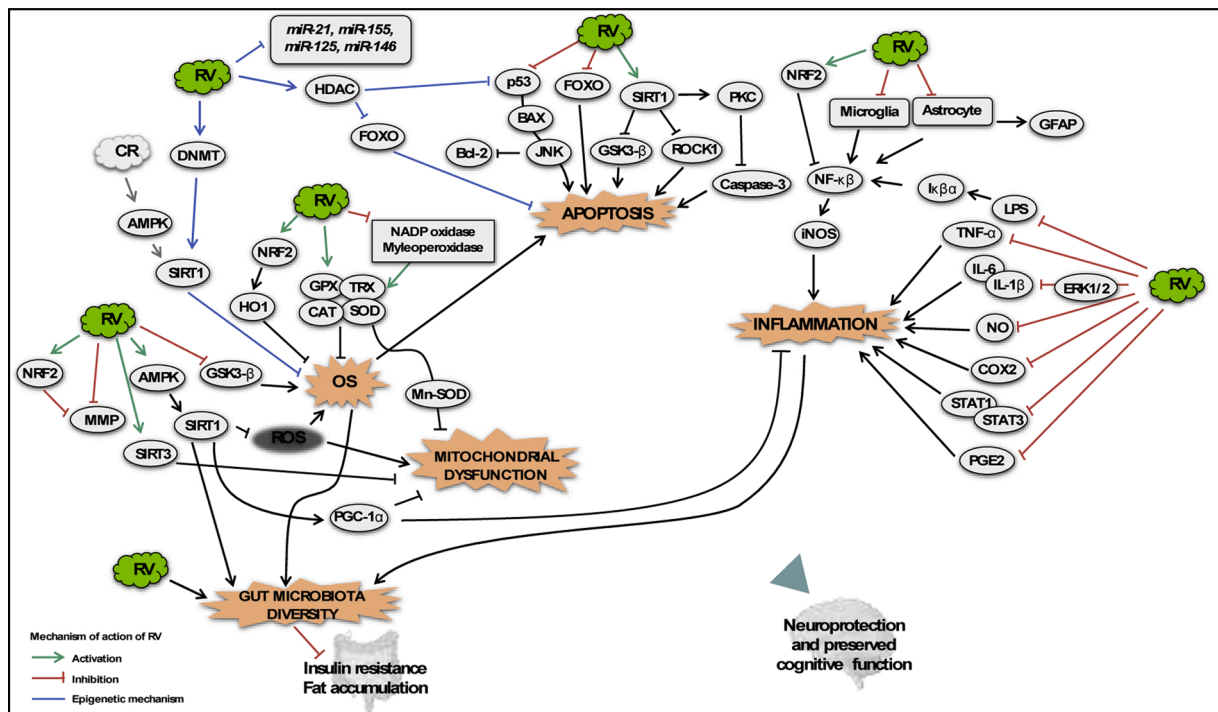 miR-21, miR-155,
miR-125, miR-146
RV
HDAC
DNMT
CR
AMPK
SIRT1
FOXO
RV
p53
FOXO
SIRT1
PKC
BAX
Bcl-2
JNK
GSK3-β
ROCK1
Caspase-3
APOPTOSIS
RV
NRF2
Microglia
Astrocyte
GFAP
NF-κβ
Iκβα
LPS
iNOS
TNF-α
IL-6
IL-1β
ERK1/2
RV
INFLAMMATION
NO
COX2
STAT1
STAT3
PGE2
RV
NADP oxidase
Myleoperoxidase
NRF2
GPX
TRX
HO1
CAT
SOD
OS
Mn-SOD
RV
NRF2
AMPK
GSK3-β
MMP
SIRT1
ROS
SIRT3
MITOCHONDRIAL
DYSFUNCTION
PGC-1α
RV
GUT MICROBIOTA
DIVERSITY
Insulin resistance
Fat accumulation
Neuroprotection
and preserved
cognitive function
Mechanism of action of RV
Activation
Inhibition
Epigenetic mechanism